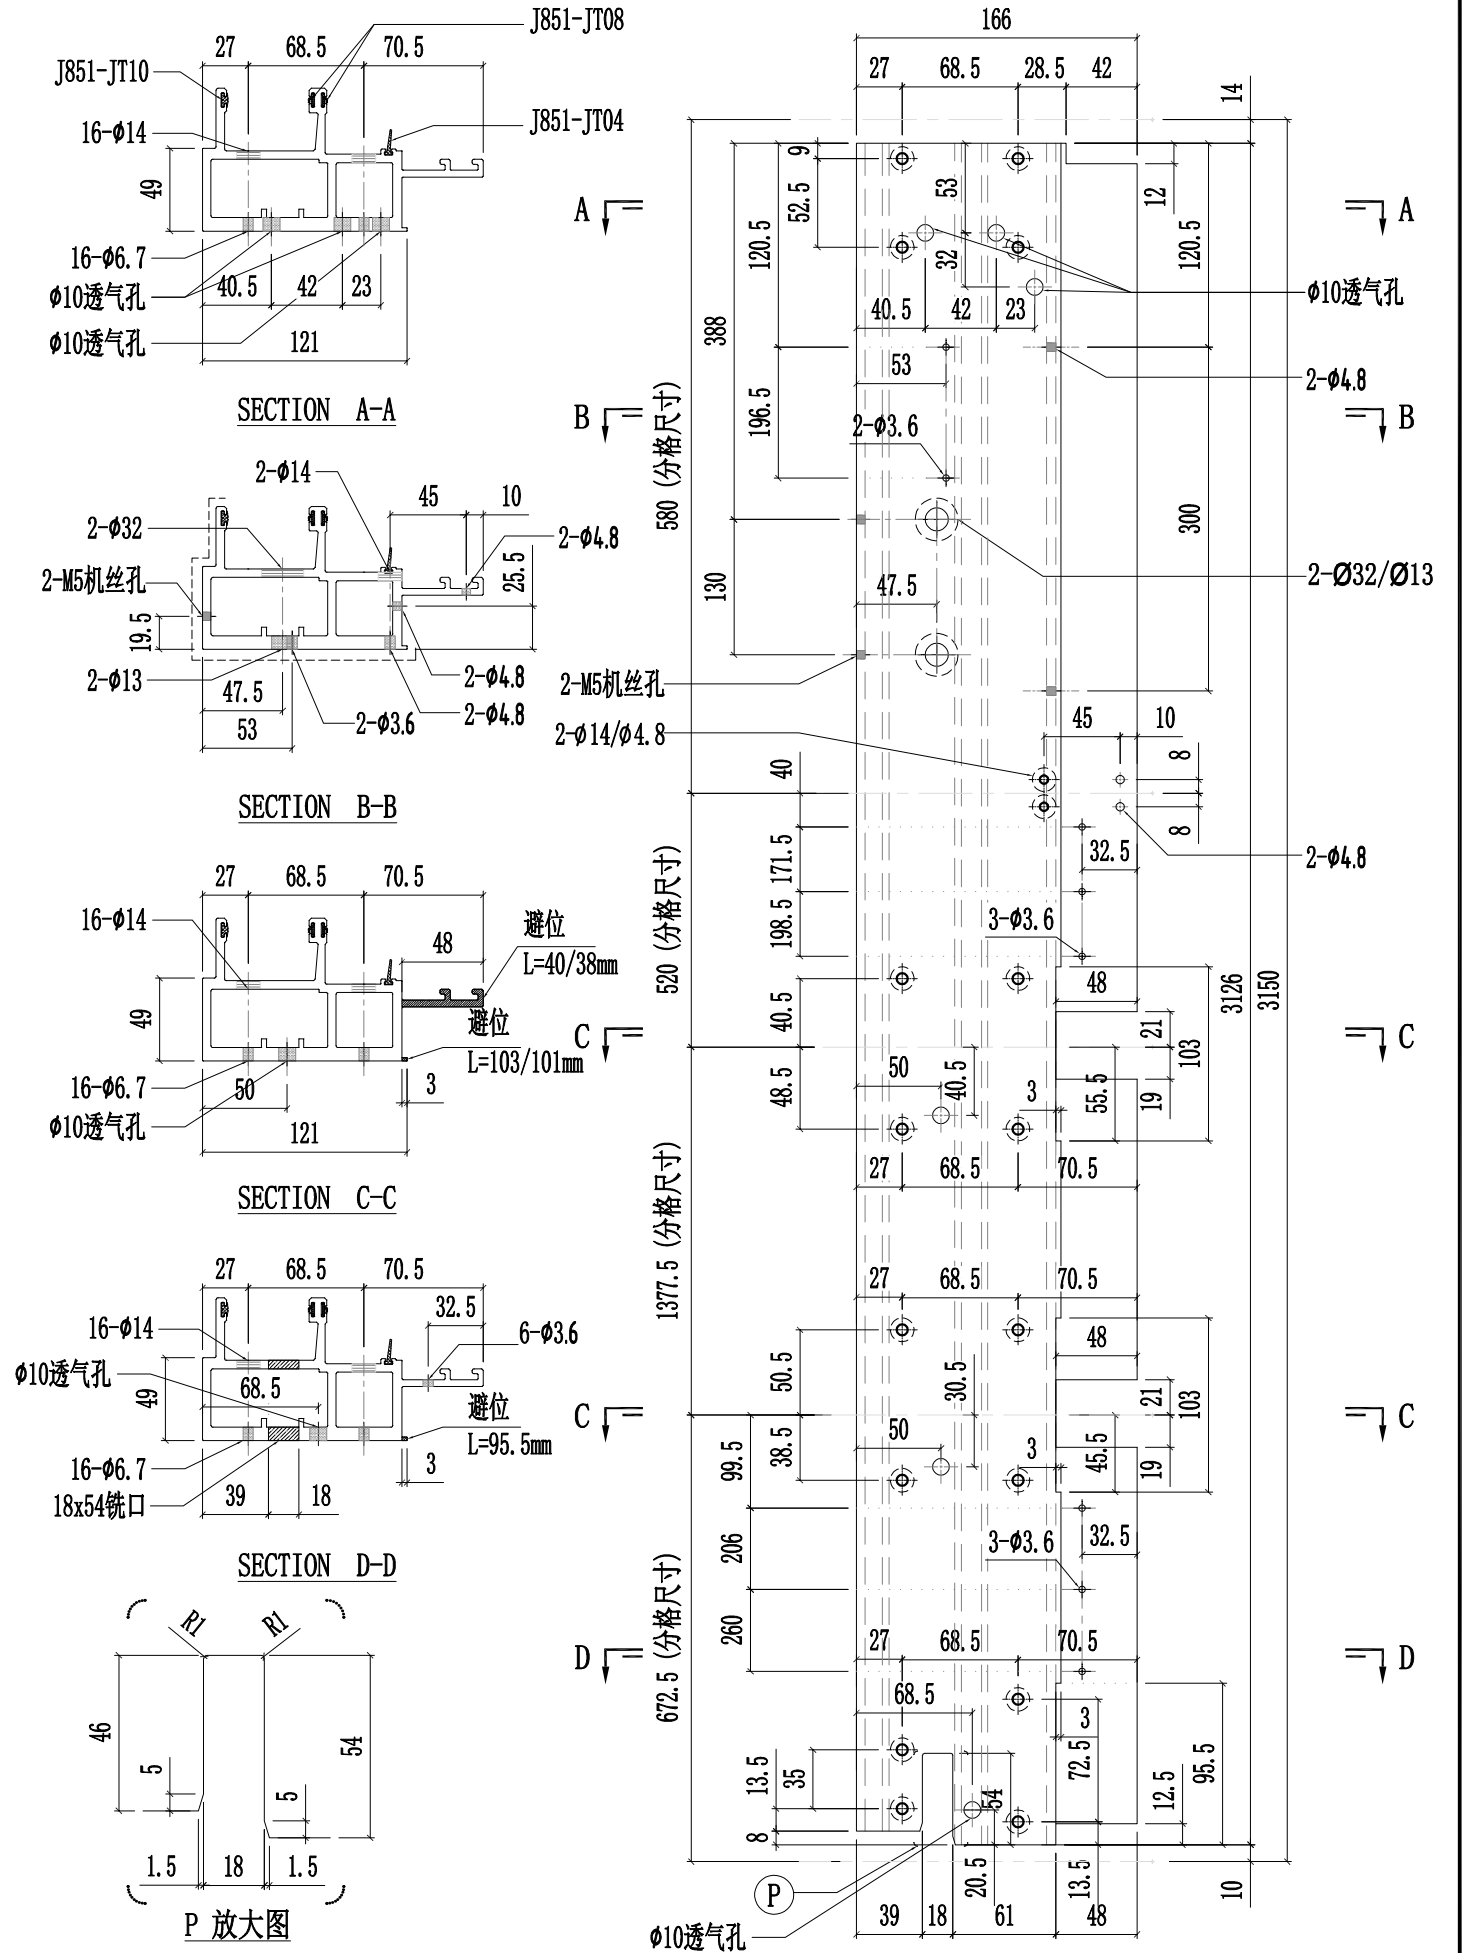 J851-JT08
27 68.5 70.5
J851-JT10
16-ϕ14
J851-JT04
49
16-ϕ6.7
ϕ10透气孔
40.5 42 23
ϕ10透气孔
121
SECTION A-A
2-ϕ14
45 10
2-ϕ32
2-ϕ4.8
2-M5机丝孔
25.5
19.5
2-ϕ13
2-ϕ4.8
47.5
2-ϕ3.6
2-ϕ4.8
53
SECTION B-B
27 68.5 70.5
16-ϕ14
避位
48
L=40/38mm
避位
49
L=103/101mm
16-ϕ6.7
50
3
ϕ10透气孔
121
SECTION C-C
27 68.5 70.5
32.5
16-ϕ14
6-ϕ3.6
ϕ10透气孔
68.5
49
避位
L=95.5mm
16-ϕ6.7
3
18x54铣口
39 18
SECTION D-D
R1 R1
46
54
5
5
1.5 18 1.5
P 放大图
166
27 68.5 28.5 42
14
9
52.5
53
12
A A
120.5
120.5
32
ϕ10透气孔
40.5 42 23
388
53
2-ϕ4.8
196.5
B B
2-ϕ3.6
580 (分格尺寸)
300
130
47.5
2-Ø32/Ø13
2-M5机丝孔
2-ϕ14/ϕ4.8
45 10
40
8
8
171.5
32.5
2-ϕ4.8
520 (分格尺寸)
198.5
3-ϕ3.6
48
3126
3150
40.5
C C
21
103
50
40.5
48.5
3
55.5
19
27 68.5 70.5
1377.5 (分格尺寸)
27 68.5 70.5
48
50.5
30.5
21
103
C C
50
99.5
38.5
3
45.5
19
206
3-ϕ3.6
32.5
260
27 68.5 70.5
D D
672.5 (分格尺寸)
68.5
3
72.5
95.5
13.5
35
54
12.5
8
20.5
13.5
10
P
39 18 61 48
ϕ10透气孔